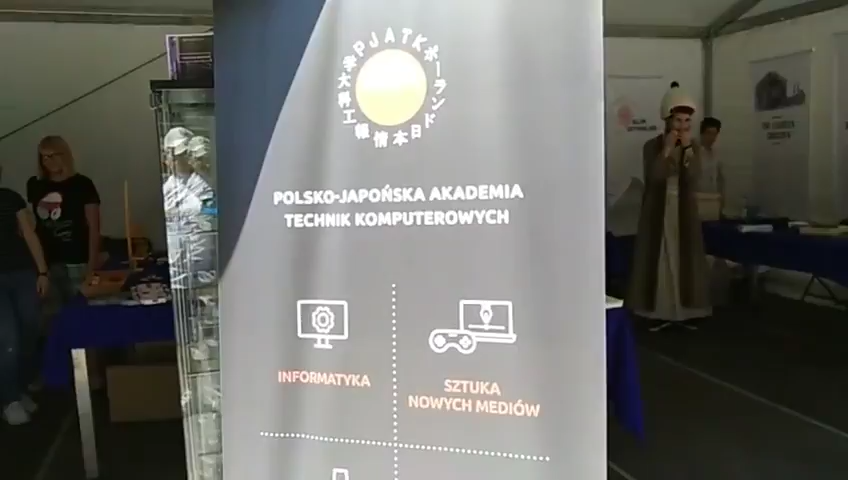 PJATK ポーランド日本情報工科大学
POLSKO-JAPOŃSKA AKADEMIA
TECHNIK KOMPUTEROWYCH
INFORMATYKA
SZTUKA
NOWYCH MEDIÓW